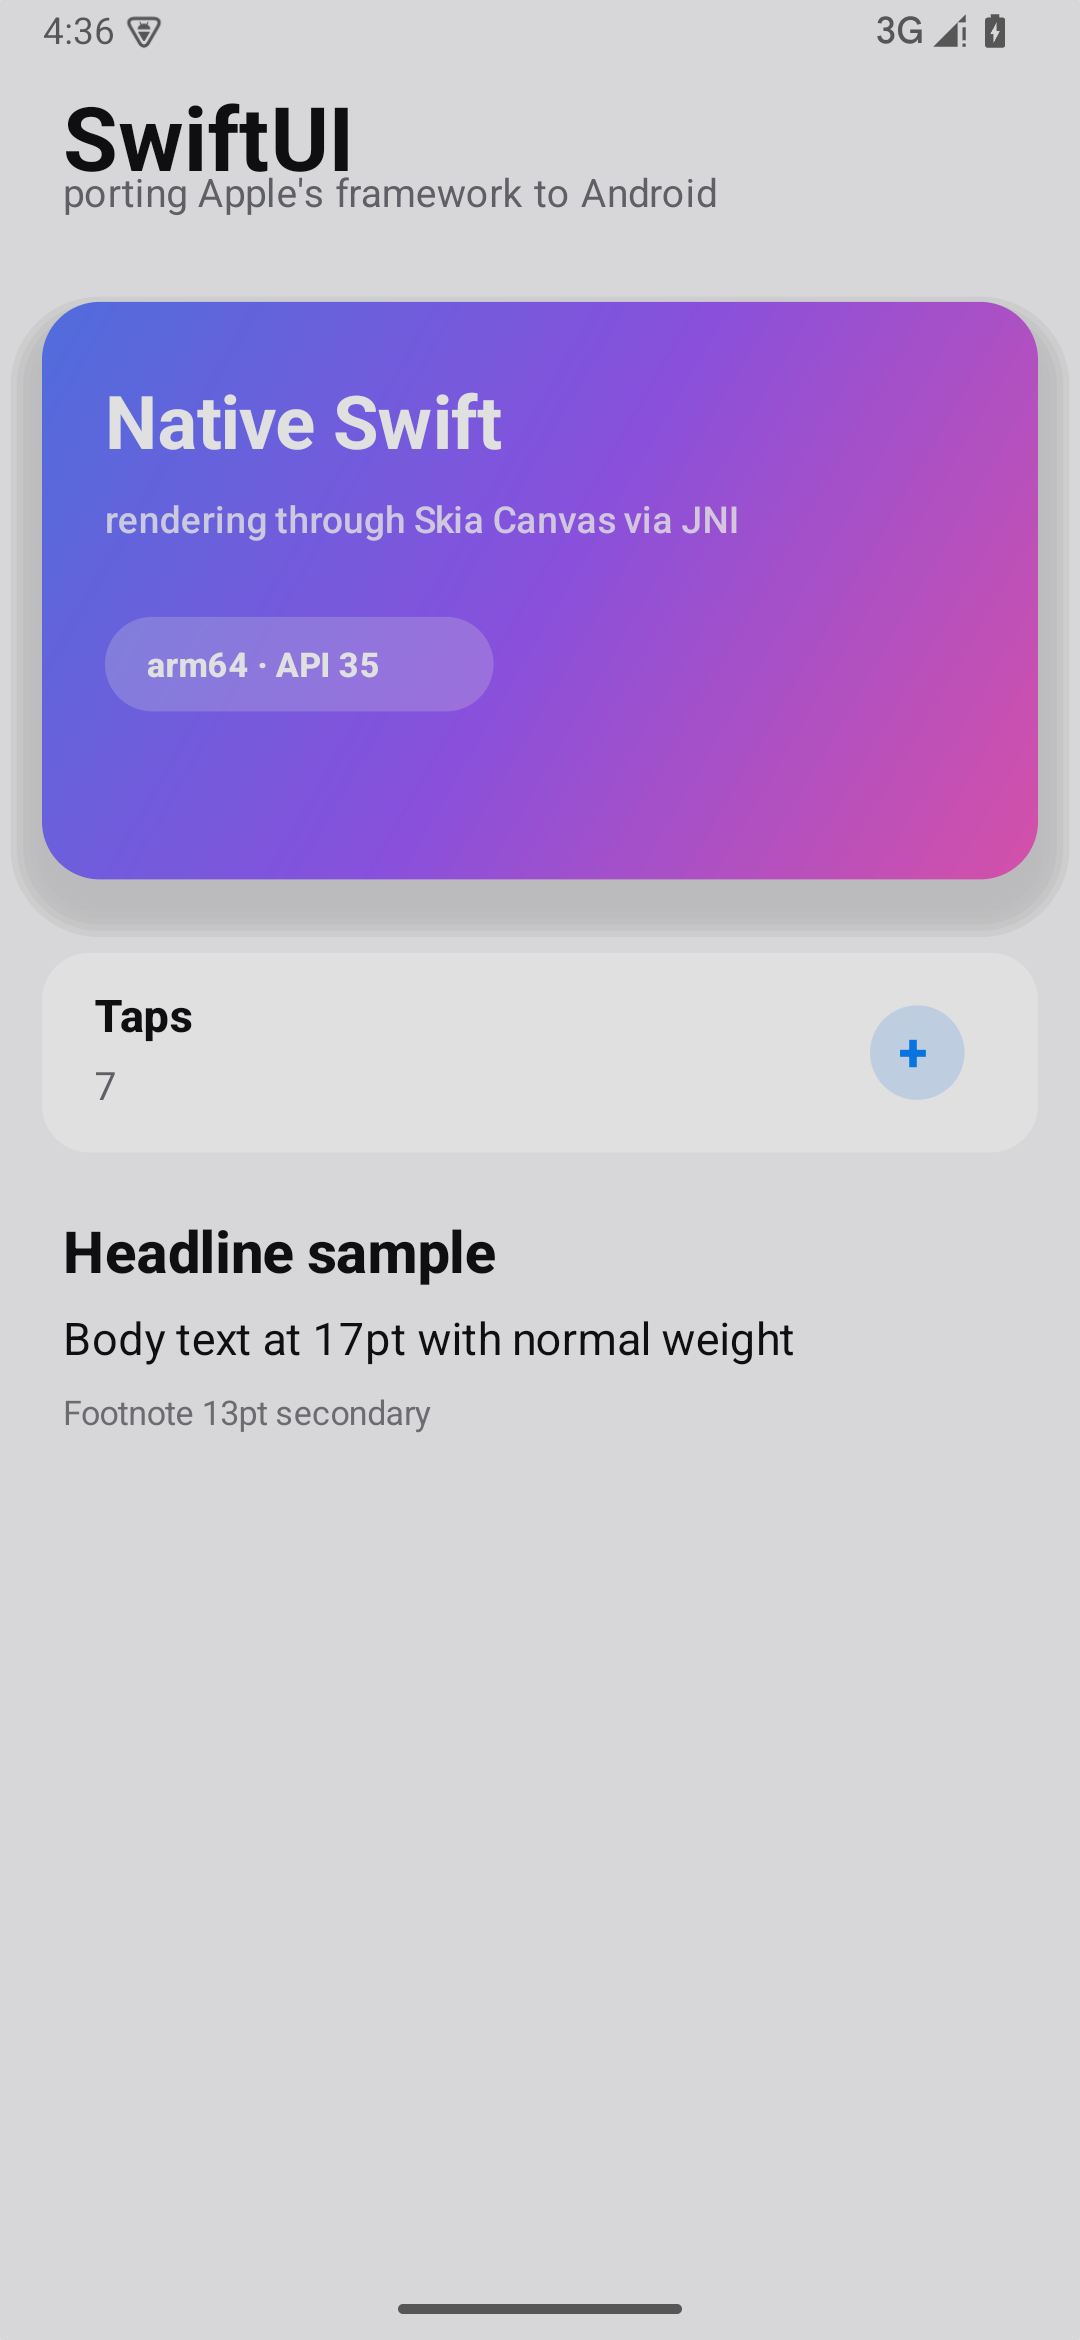 4:36 3G
SwiftUI
porting Apple's framework to Android
Native Swift
rendering through Skia Canvas via JNI
arm64 · API 35
Taps
+
7
Headline sample
Body text at 17pt with normal weight
Footnote 13pt secondary